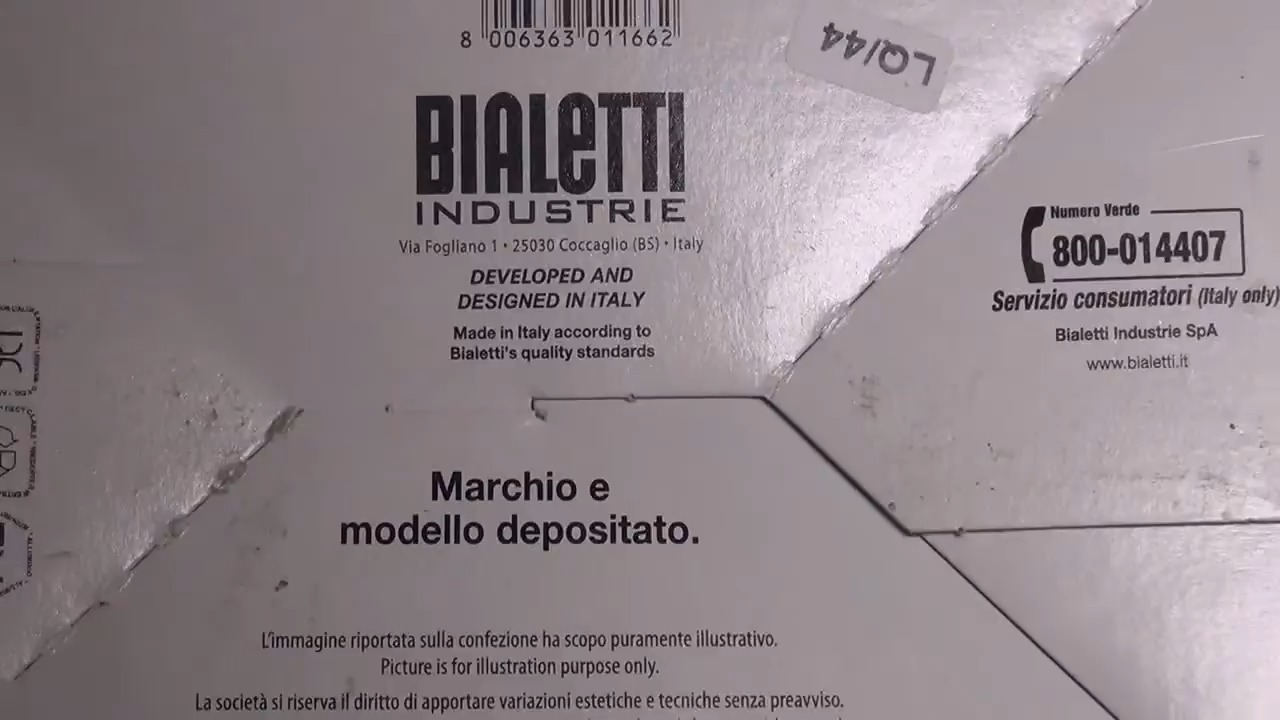 8 006363 011662
LQ/44
BIALETTI
INDUSTRIE
Via Fogliano 1 • 25030 Coccaglio (BS) • Italy
DEVELOPED AND
DESIGNED IN ITALY
Made in Italy according to
Bialetti's quality standards
Numero Verde
800-014407
Servizio consumatori (Italy only)
Bialetti Industrie SpA
www.bialetti.it
Marchio e
modello depositato.
L'immagine riportata sulla confezione ha scopo puramente illustrativo.
Picture is for illustration purpose only.
La società si riserva il diritto di apportare variazioni estetiche e tecniche senza preavviso.